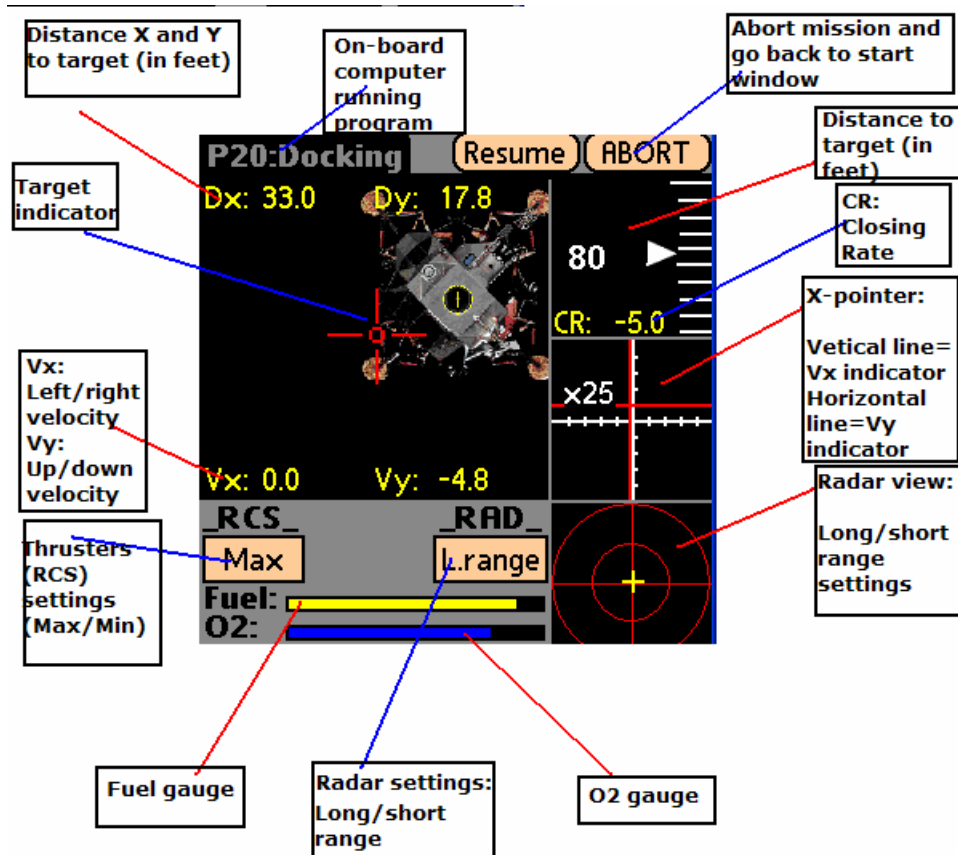 Distance X and Y
to target (in feet)
On-board
computer
running
program
Abort mission and
go back to start
window
Distance to
target (in
feet)
Target
indicator
CR:
Closing
Rate
P20:Docking
Resume
ABORT
Dx: 33.0
Dy: 17.8
80
CR: -5.0
X-pointer:
Vetical line=
Vx indicator
Horizontal
line=Vy
indicator
x25
Vx:
Left/right
velocity
Vy:
Up/down
velocity
Vx: 0.0
Vy: -4.8
Radar view:
Long/short
range
settings
_RCS_
_RAD_
Max
L.range
Thrusters
(RCS)
settings
(Max/Min)
Fuel:
O2:
Fuel gauge
Radar settings:
Long/short
range
O2 gauge